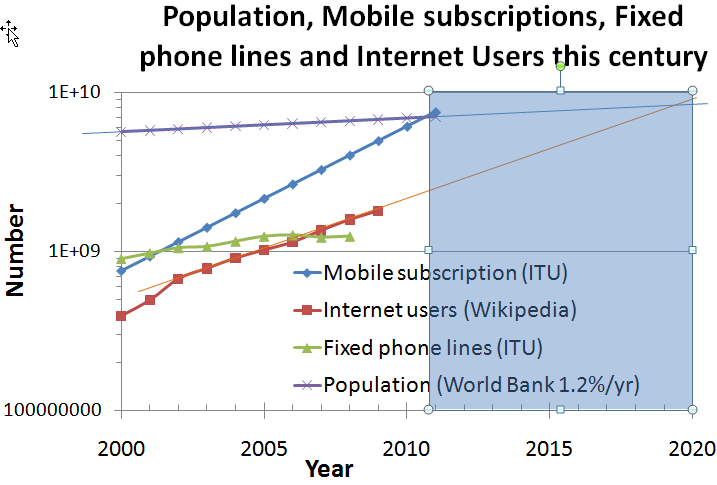 Population, Mobile subscriptions, Fixed
phone lines and Internet Users this century
1E+10
1E+09
100000000
Number
Mobile subscription (ITU)
Internet users (Wikipedia)
Fixed phone lines (ITU)
Population (World Bank 1.2%/yr)
2000 2005 2010 2015 2020
Year